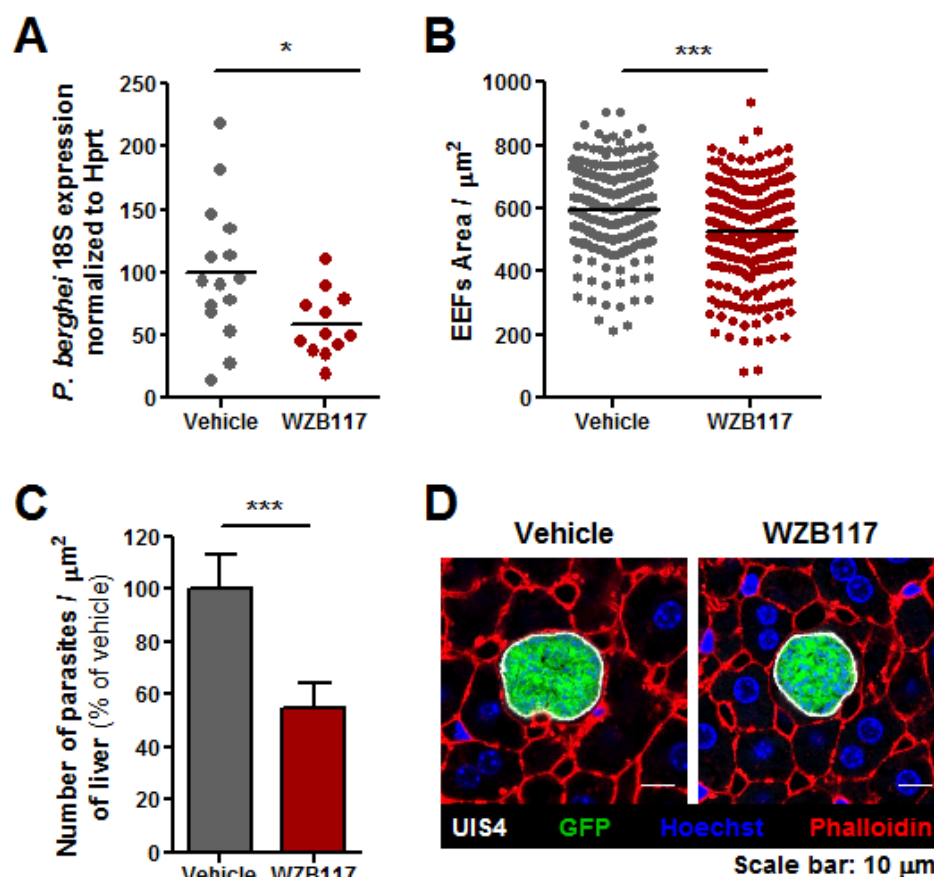 A
*
P. berghei 18S expression
normalized to Hprt
250
200
150
100
50
0
Vehicle WZB117
B
***
EEFs Area / μm²
1000
800
600
400
200
0
Vehicle WZB117
C
***
Number of parasites / μm²
of liver (% of vehicle)
120
100
80
60
40
20
0
Vehicle WZB117
D
Vehicle WZB117
UIS4 GFP Hoechst Phalloidin
Scale bar: 10 μm